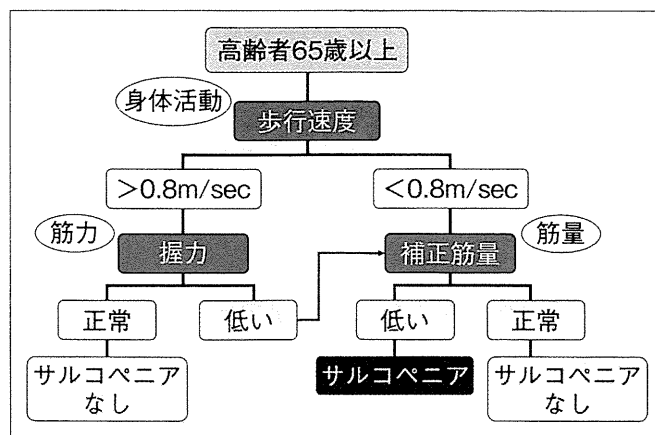 高齢者65歳以上
身体活動
歩行速度
>0.8m/sec
<0.8m/sec
筋力
握力
補正筋量
筋量
正常
低い
低い
正常
サルコペニア
なし
サルコペニア
サルコペニア
なし